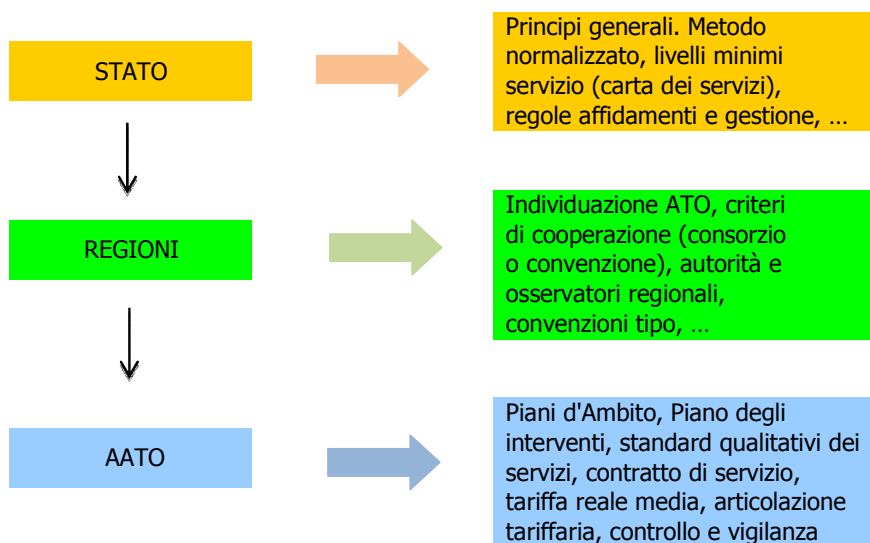 STATO
Principi generali. Metodo
normalizzato, livelli minimi
servizio (carta dei servizi),
regole affidamenti e gestione, ...
REGIONI
Individuazione ATO, criteri
di cooperazione (consorzio
o convenzione), autorità e
osservatori regionali,
convenzioni tipo, ...
AATO
Piani d'Ambito, Piano degli
interventi, standard qualitativi dei
servizi, contratto di servizio,
tariffa reale media, articolazione
tariffaria, controllo e vigilanza